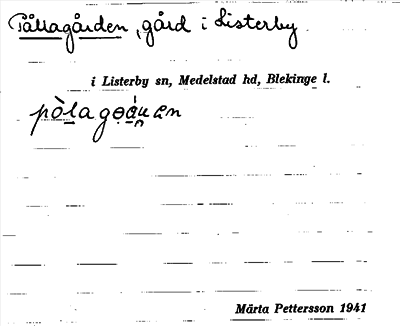 Pållagården, gård i Listerby.
i Listerby sn, Medelstad hd, Blekinge l.
Märta Pettersson 1941